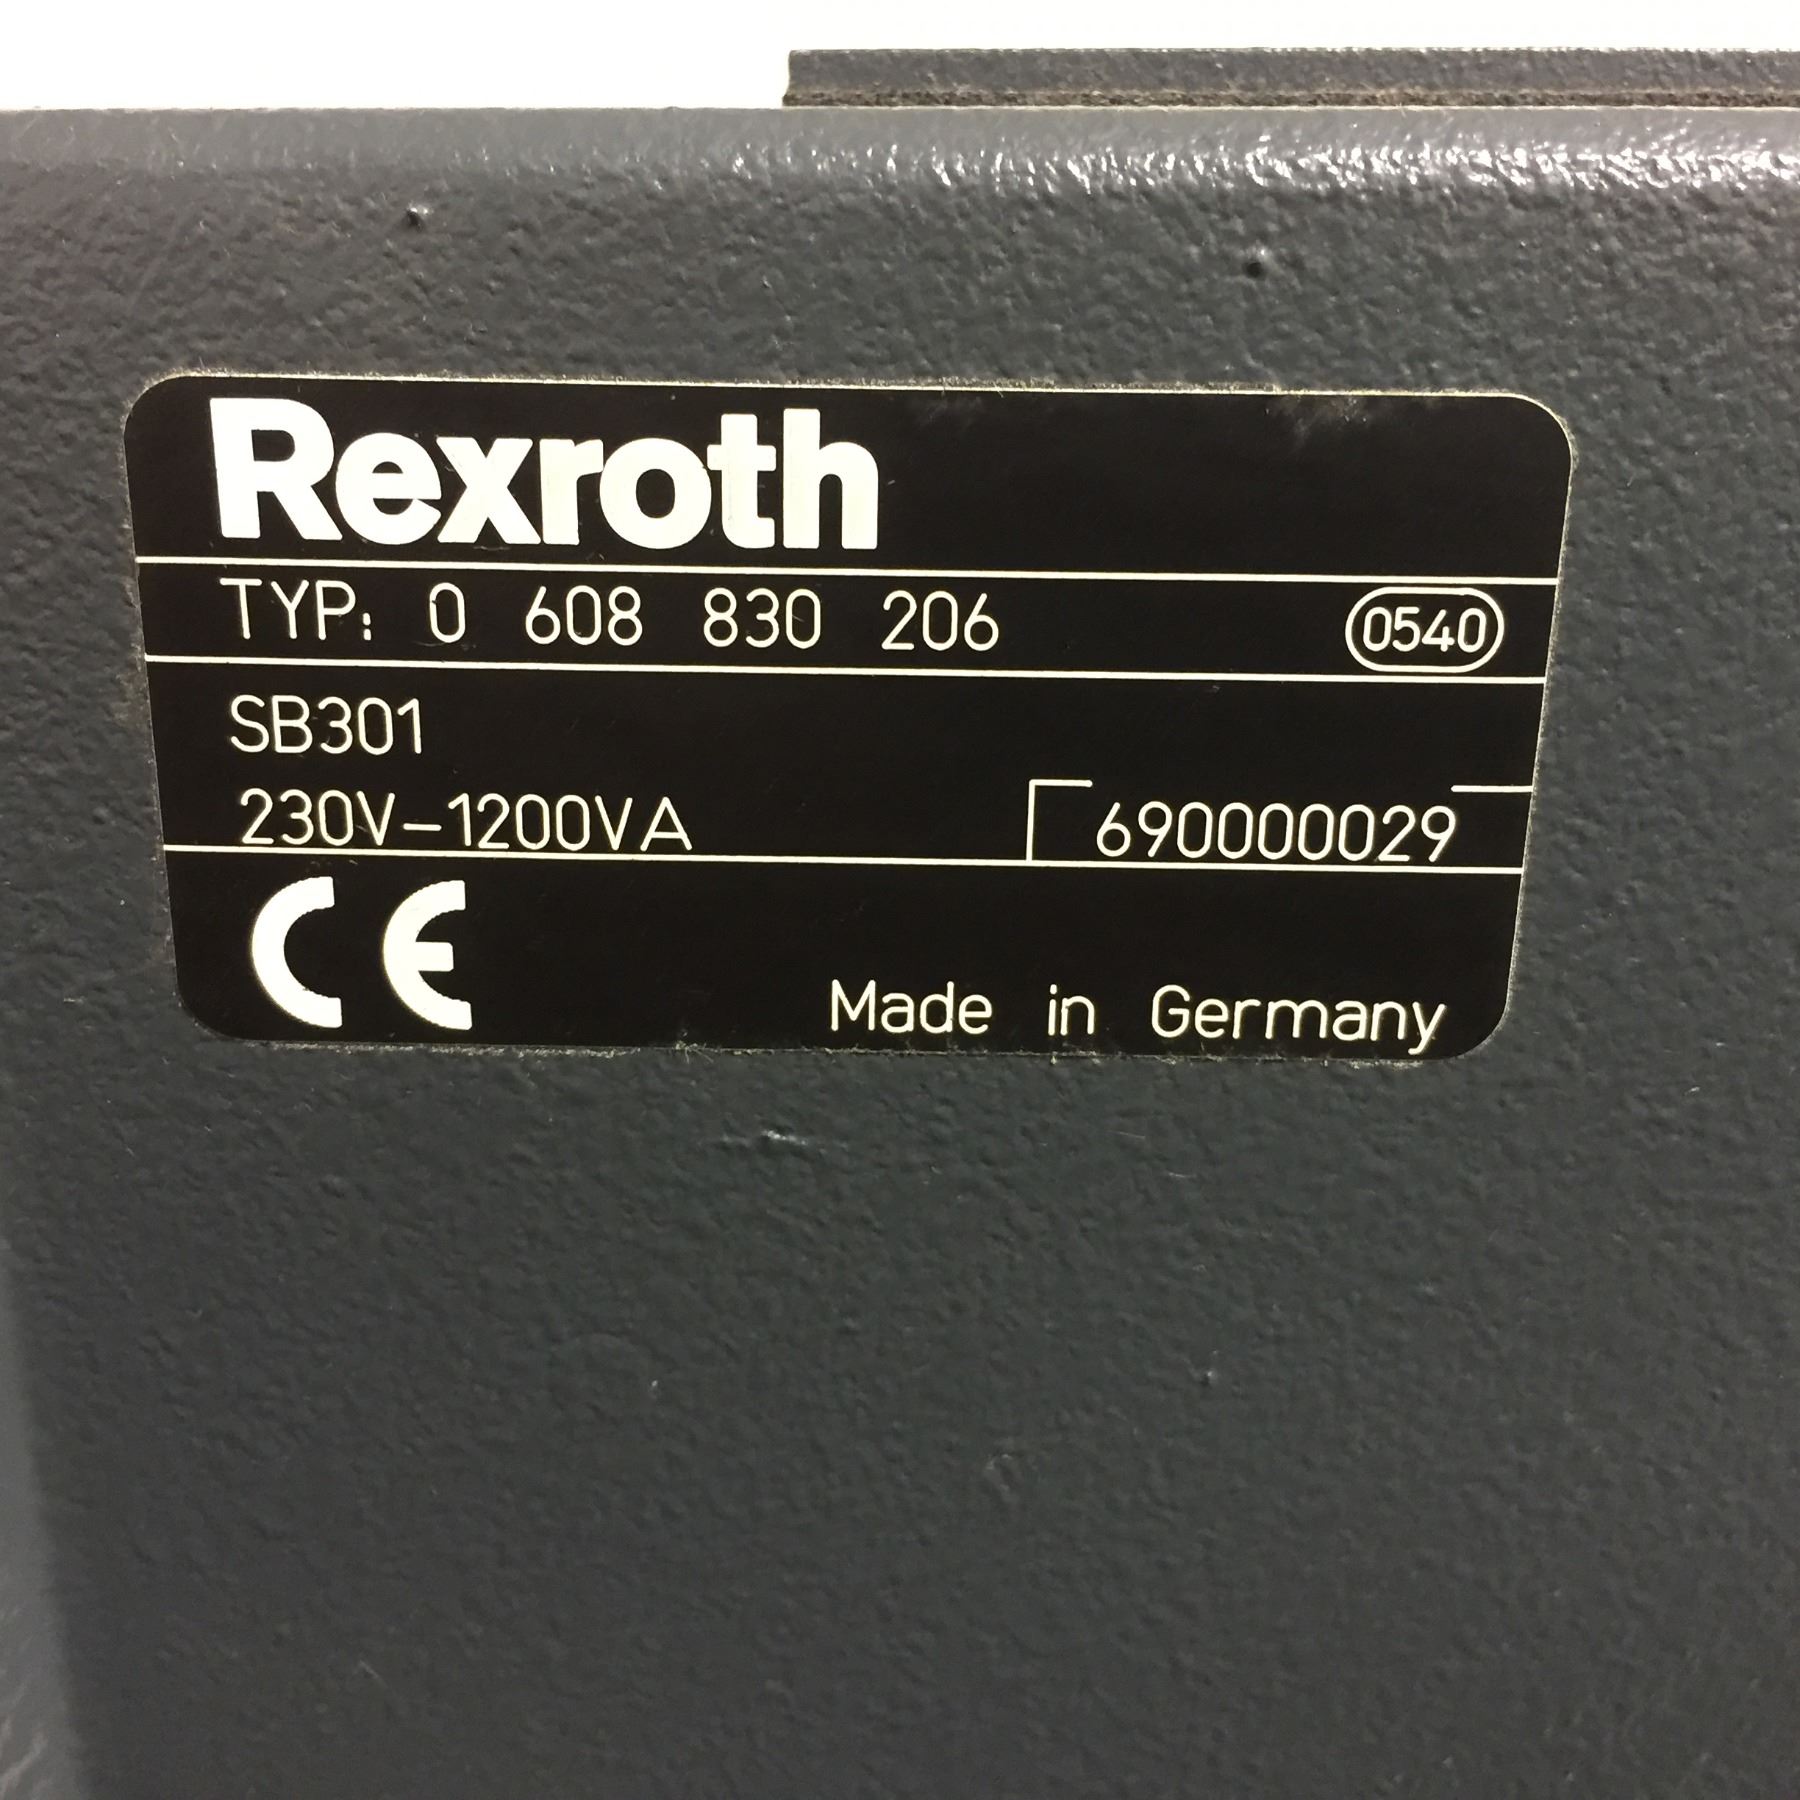 Rexroth
TYP: 0 608 830 206 0540
SB301
230V-1200VA 690000029
CE
Made in Germany